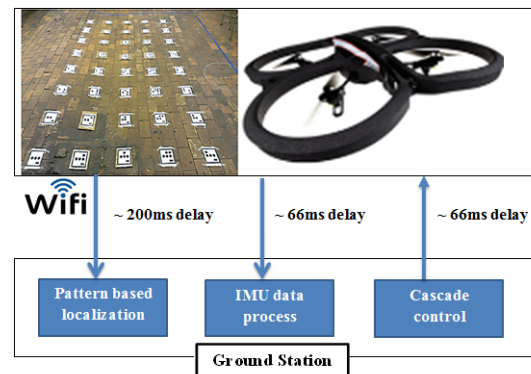 Wifi
~ 200ms delay
~ 66ms delay
~ 66ms delay
Pattern based
localization
IMU data
process
Cascade
control
Ground Station